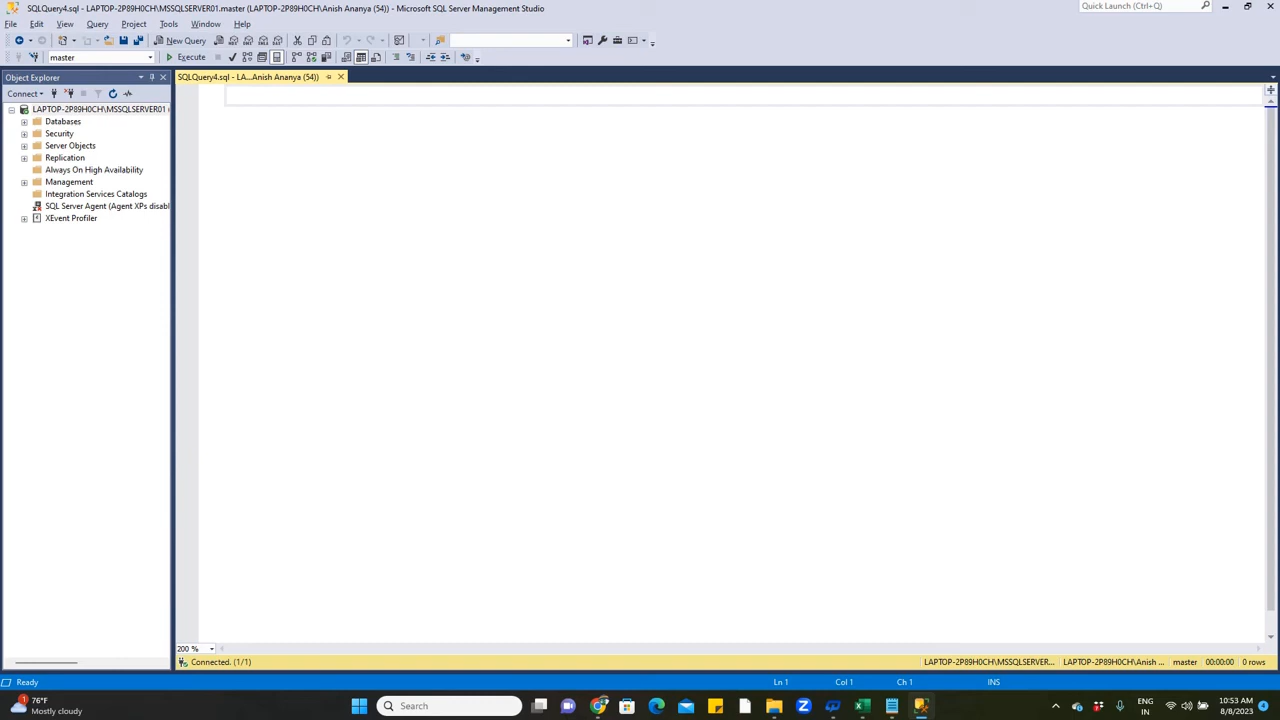 SQLQuery4.sql - LAPTOP-2P89H0CH\MSSQLSERVER01.master (LAPTOP-2P89H0CH\Anish Ananya (54)) - Microsoft SQL Server Management Studio
Quick Launch (Ctrl+Q)
File Edit View Query Project Tools Window Help
New Query
master Execute
Object Explorer
SQLQuery4.sql - LA...Anish Ananya (54))
Connect
LAPTOP-2P89H0CH\MSSQLSERVER01 (
Databases
Security
Server Objects
Replication
Always On High Availability
Management
Integration Services Catalogs
SQL Server Agent (Agent XPs disabl
XEvent Profiler
200 %
Connected. (1/1)
LAPTOP-2P89H0CH\MSSQLSERVER... LAPTOP-2P89H0CH\Anish ... master 00:00:00 0 rows
Ready Ln 1 Col 1 Ch 1 INS
1
76°F
Mostly cloudy
Search
ENG
IN
10:53 AM
8/8/2023